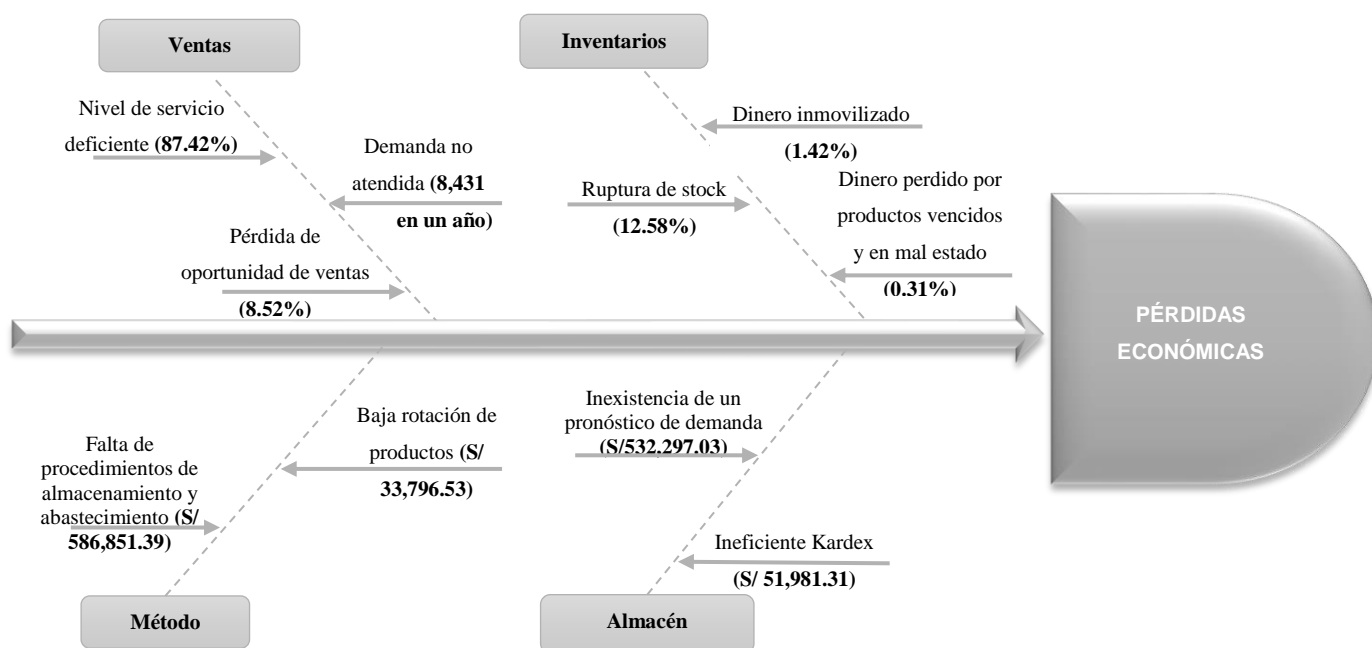 Ventas
Nivel de servicio
deficiente (87.42%)
Demanda no
atendida (8,431
en un año)
Pérdida de
oportunidad de ventas
(8.52%)
Inventarios
Dinero inmovilizado
(1.42%)
Ruptura de stock
(12.58%)
Dinero perdido por
productos vencidos
y en mal estado
(0.31%)
PÉRDIDAS
ECONÓMICAS
Falta de
procedimientos de
almacenamiento y
abastecimiento (S/
586,851.39)
Baja rotación de
productos (S/
33,796.53)
Método
Inexistencia de un
pronóstico de demanda
(S/532,297.03)
Ineficiente Kardex
(S/ 51,981.31)
Almacén